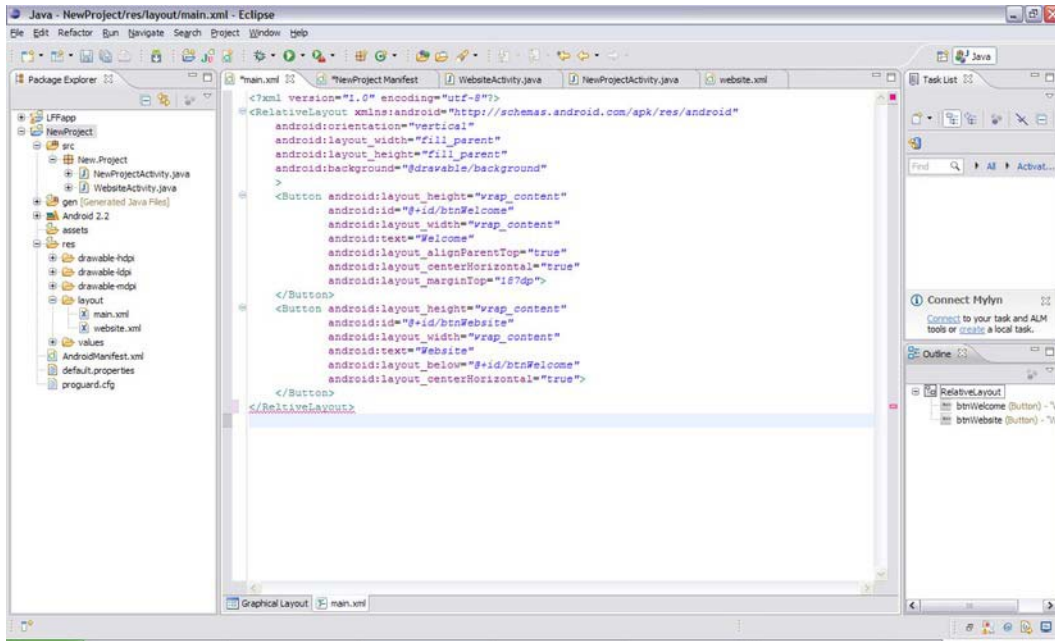 Java - NewProject/res/layout/main.xml - Eclipse
File Edit Refactor Run Navigate Search Project Window Help
Java
Package Explorer
LFFapp
NewProject
src
New.Project
NewProjectActivity.java
WebsiteActivity.java
gen [Generated Java Files]
Android 2.2
assets
res
drawable-hdpi
drawable-ldpi
drawable-mdpi
layout
main.xml
website.xml
values
AndroidManifest.xml
default.properties
proguard.cfg
*main.xml
*NewProject Manifest
WebsiteActivity.java
NewProjectActivity.java
website.xml
<?xml version="1.0" encoding="utf-8"?>
<RelativeLayout xmlns:android="http://schemas.android.com/apk/res/android"
android:orientation="vertical"
android:layout_width="fill_parent"
android:layout_height="fill_parent"
android:background="@drawable/background"
>
<Button android:layout_height="wrap_content"
android:id="@+id/btnWelcome"
android:layout_width="wrap_content"
android:text="Welcome"
android:layout_alignParentTop="true"
android:layout_centerHorizontal="true"
android:layout_marginTop="187dp">
</Button>
<Button android:layout_height="wrap_content"
android:id="@+id/btnWebsite"
android:layout_width="wrap_content"
android:text="Website"
android:layout_below="@+id/btnWelcome"
android:layout_centerHorizontal="true">
</Button>
</ReltiveLayout>
Graphical Layout
main.xml
Task List
Find All Activat...
Connect Mylyn
Connect to your task and ALM
tools or create a local task.
Outline
RelativeLayout
btnWelcome (Button) - "
btnWebsite (Button) - "